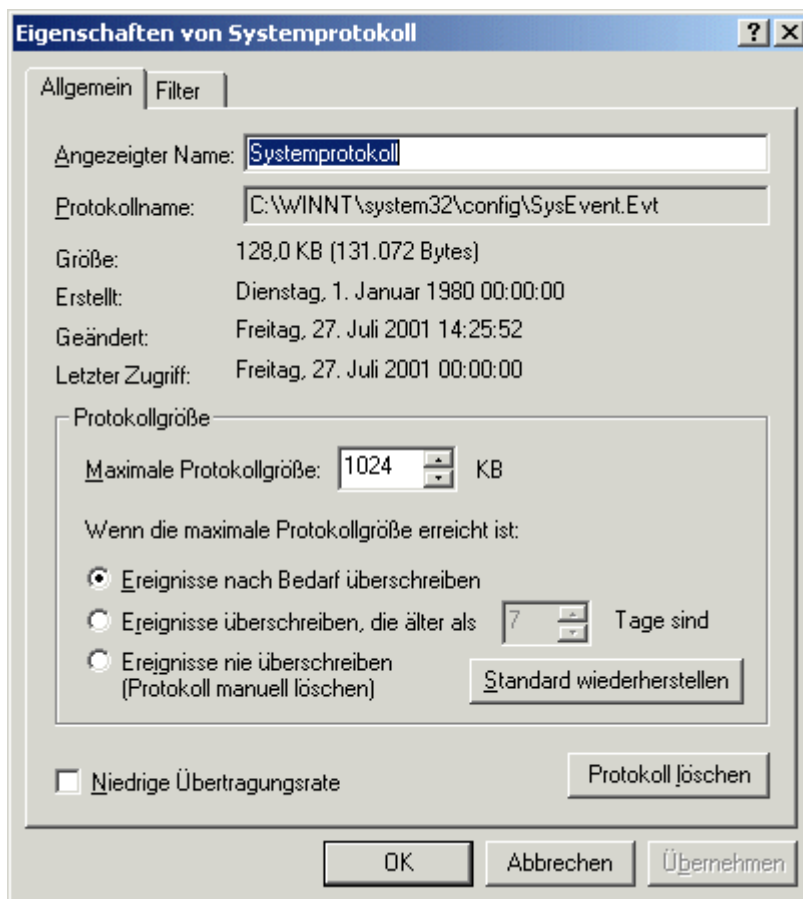 Eigenschaften von Systemprotokoll
Allgemein
Filter
Angezeigter Name: Systemprotokoll
Protokollname: C:\WINNT\system32\config\SysEvent.Evt
Größe: 128,0 KB (131.072 Bytes)
Erstellt: Dienstag, 1. Januar 1980 00:00:00
Geändert: Freitag, 27. Juli 2001 14:25:52
Letzter Zugriff: Freitag, 27. Juli 2001 00:00:00
Protokollgröße
Maximale Protokollgröße: 1024 KB
Wenn die maximale Protokollgröße erreicht ist:
Ereignisse nach Bedarf überschreiben
Ereignisse überschreiben, die älter als 7 Tage sind
Ereignisse nie überschreiben
(Protokoll manuell löschen)
Standard wiederherstellen
Niedrige Übertragungsrate
Protokoll löschen
OK
Abbrechen
Übernehmen